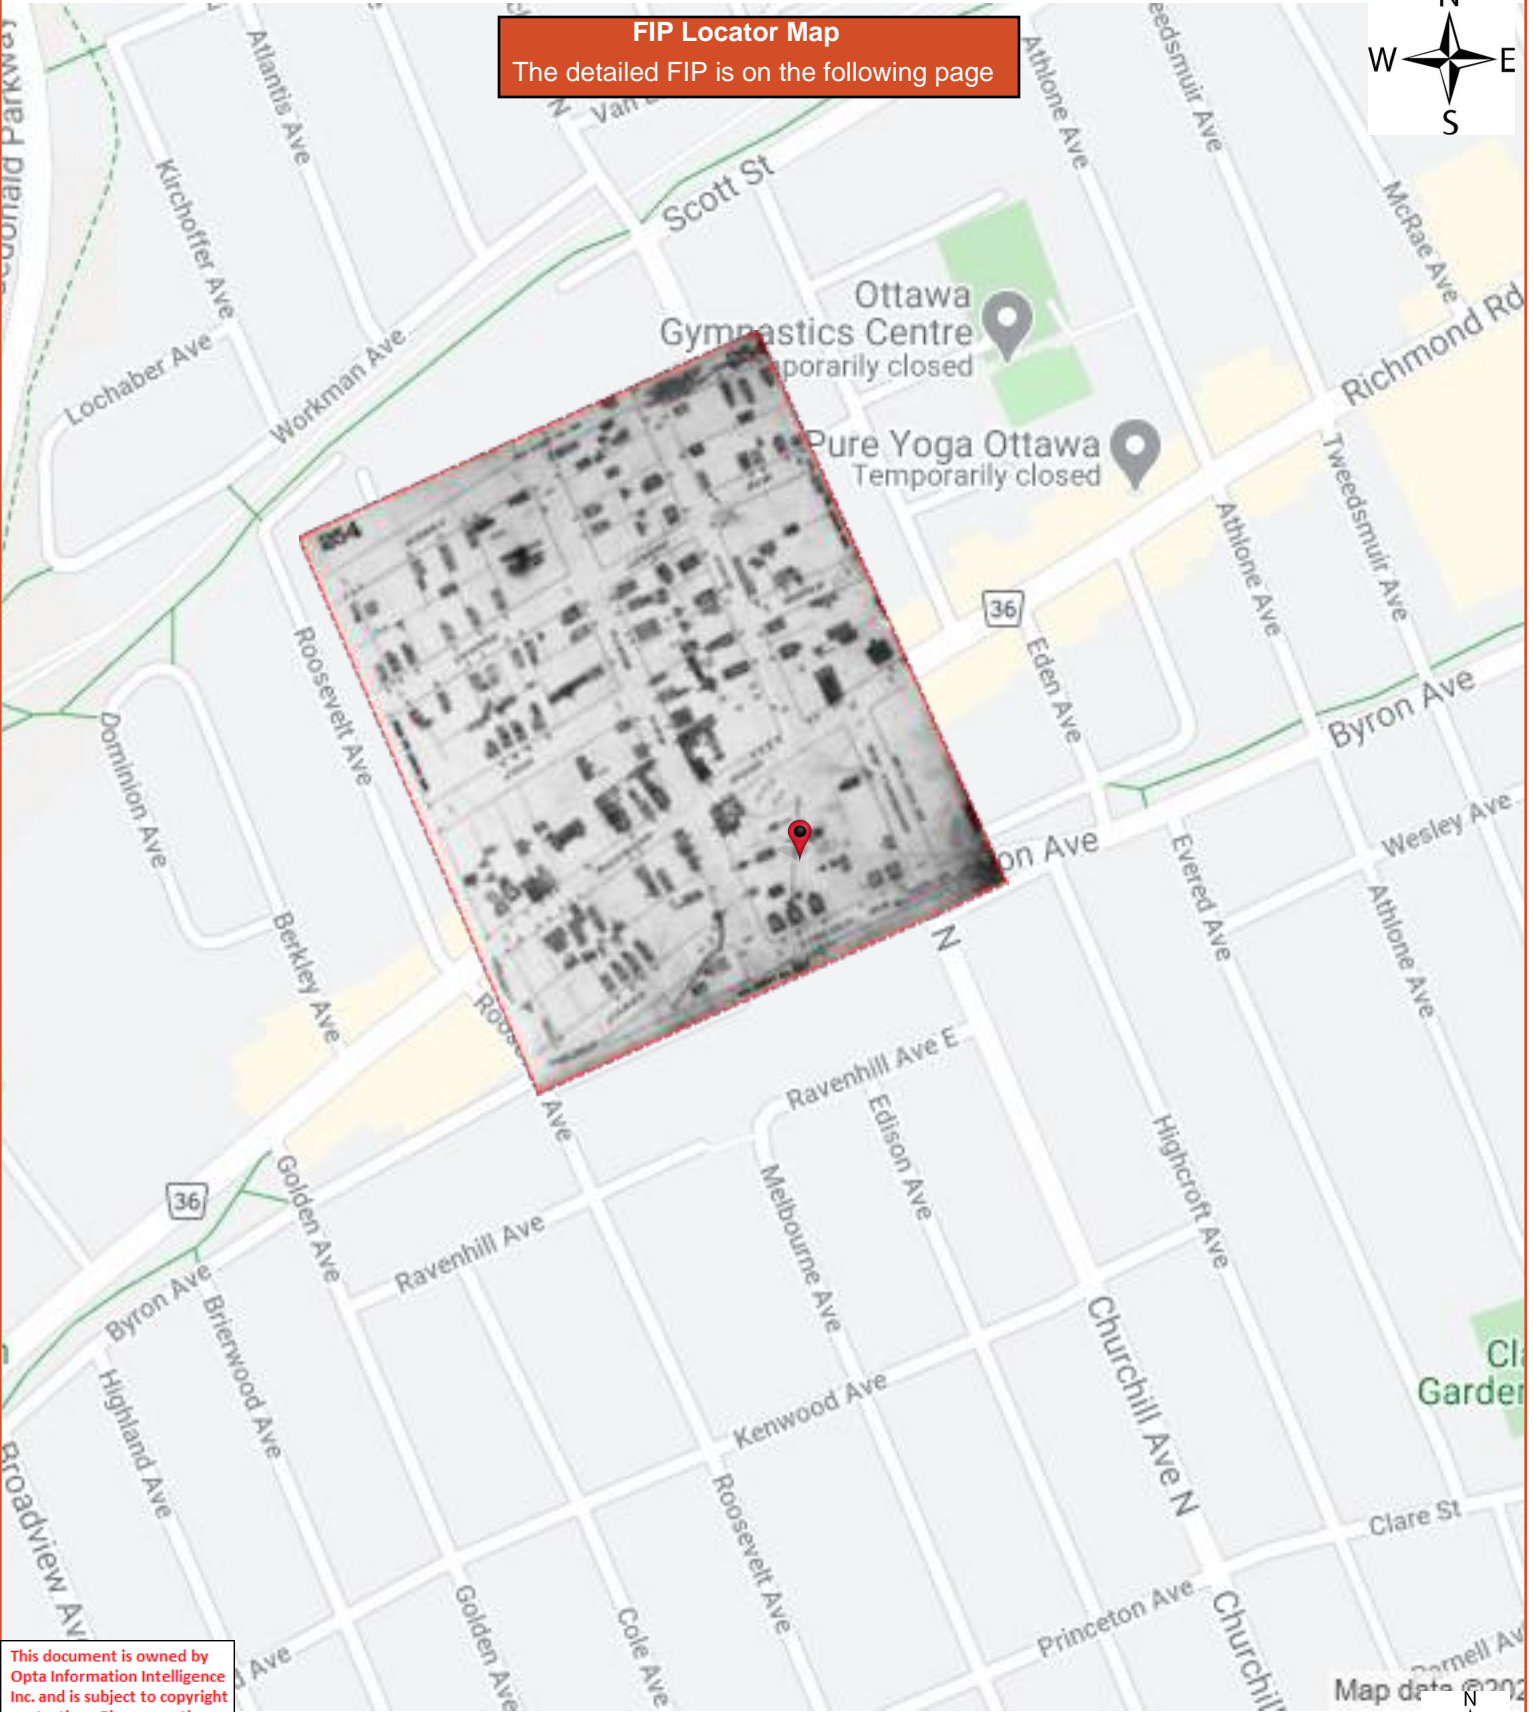 FIP Locator Map
The detailed FIP is on the following page
N
W
E
S
Atlantis Ave
Kirchoffer Ave
Lochaber Ave
Workman Ave
N
Scott St
Athlone Ave
McRae Ave
Richmond Rd
Ottawa
Gymnastics Centre
closed
Pure Yoga Ottawa
Temporarily closed
Tweedsmuir Ave
Athlone Ave
36
Eden Ave
Byron Ave
Wesley Ave
254
Roosevelt Ave
Dominion Ave
Berkley Ave
Ave
Evered Ave
Athlone Ave
N
Ravenhill Ave E
Edison Ave
Highcroft Ave
Ave
36
Golden Ave
Ravenhill Ave
Melbourne Ave
Byron Ave
Brierwood Ave
Highland Ave
Kenwood Ave
Churchill Ave N
Roosevelt Ave
Clare St
Golden Ave
Cole Ave
Princeton Ave
Ave
This document is owned by
Opta Information Intelligence
Inc. and is subject to copyright
Map data
N